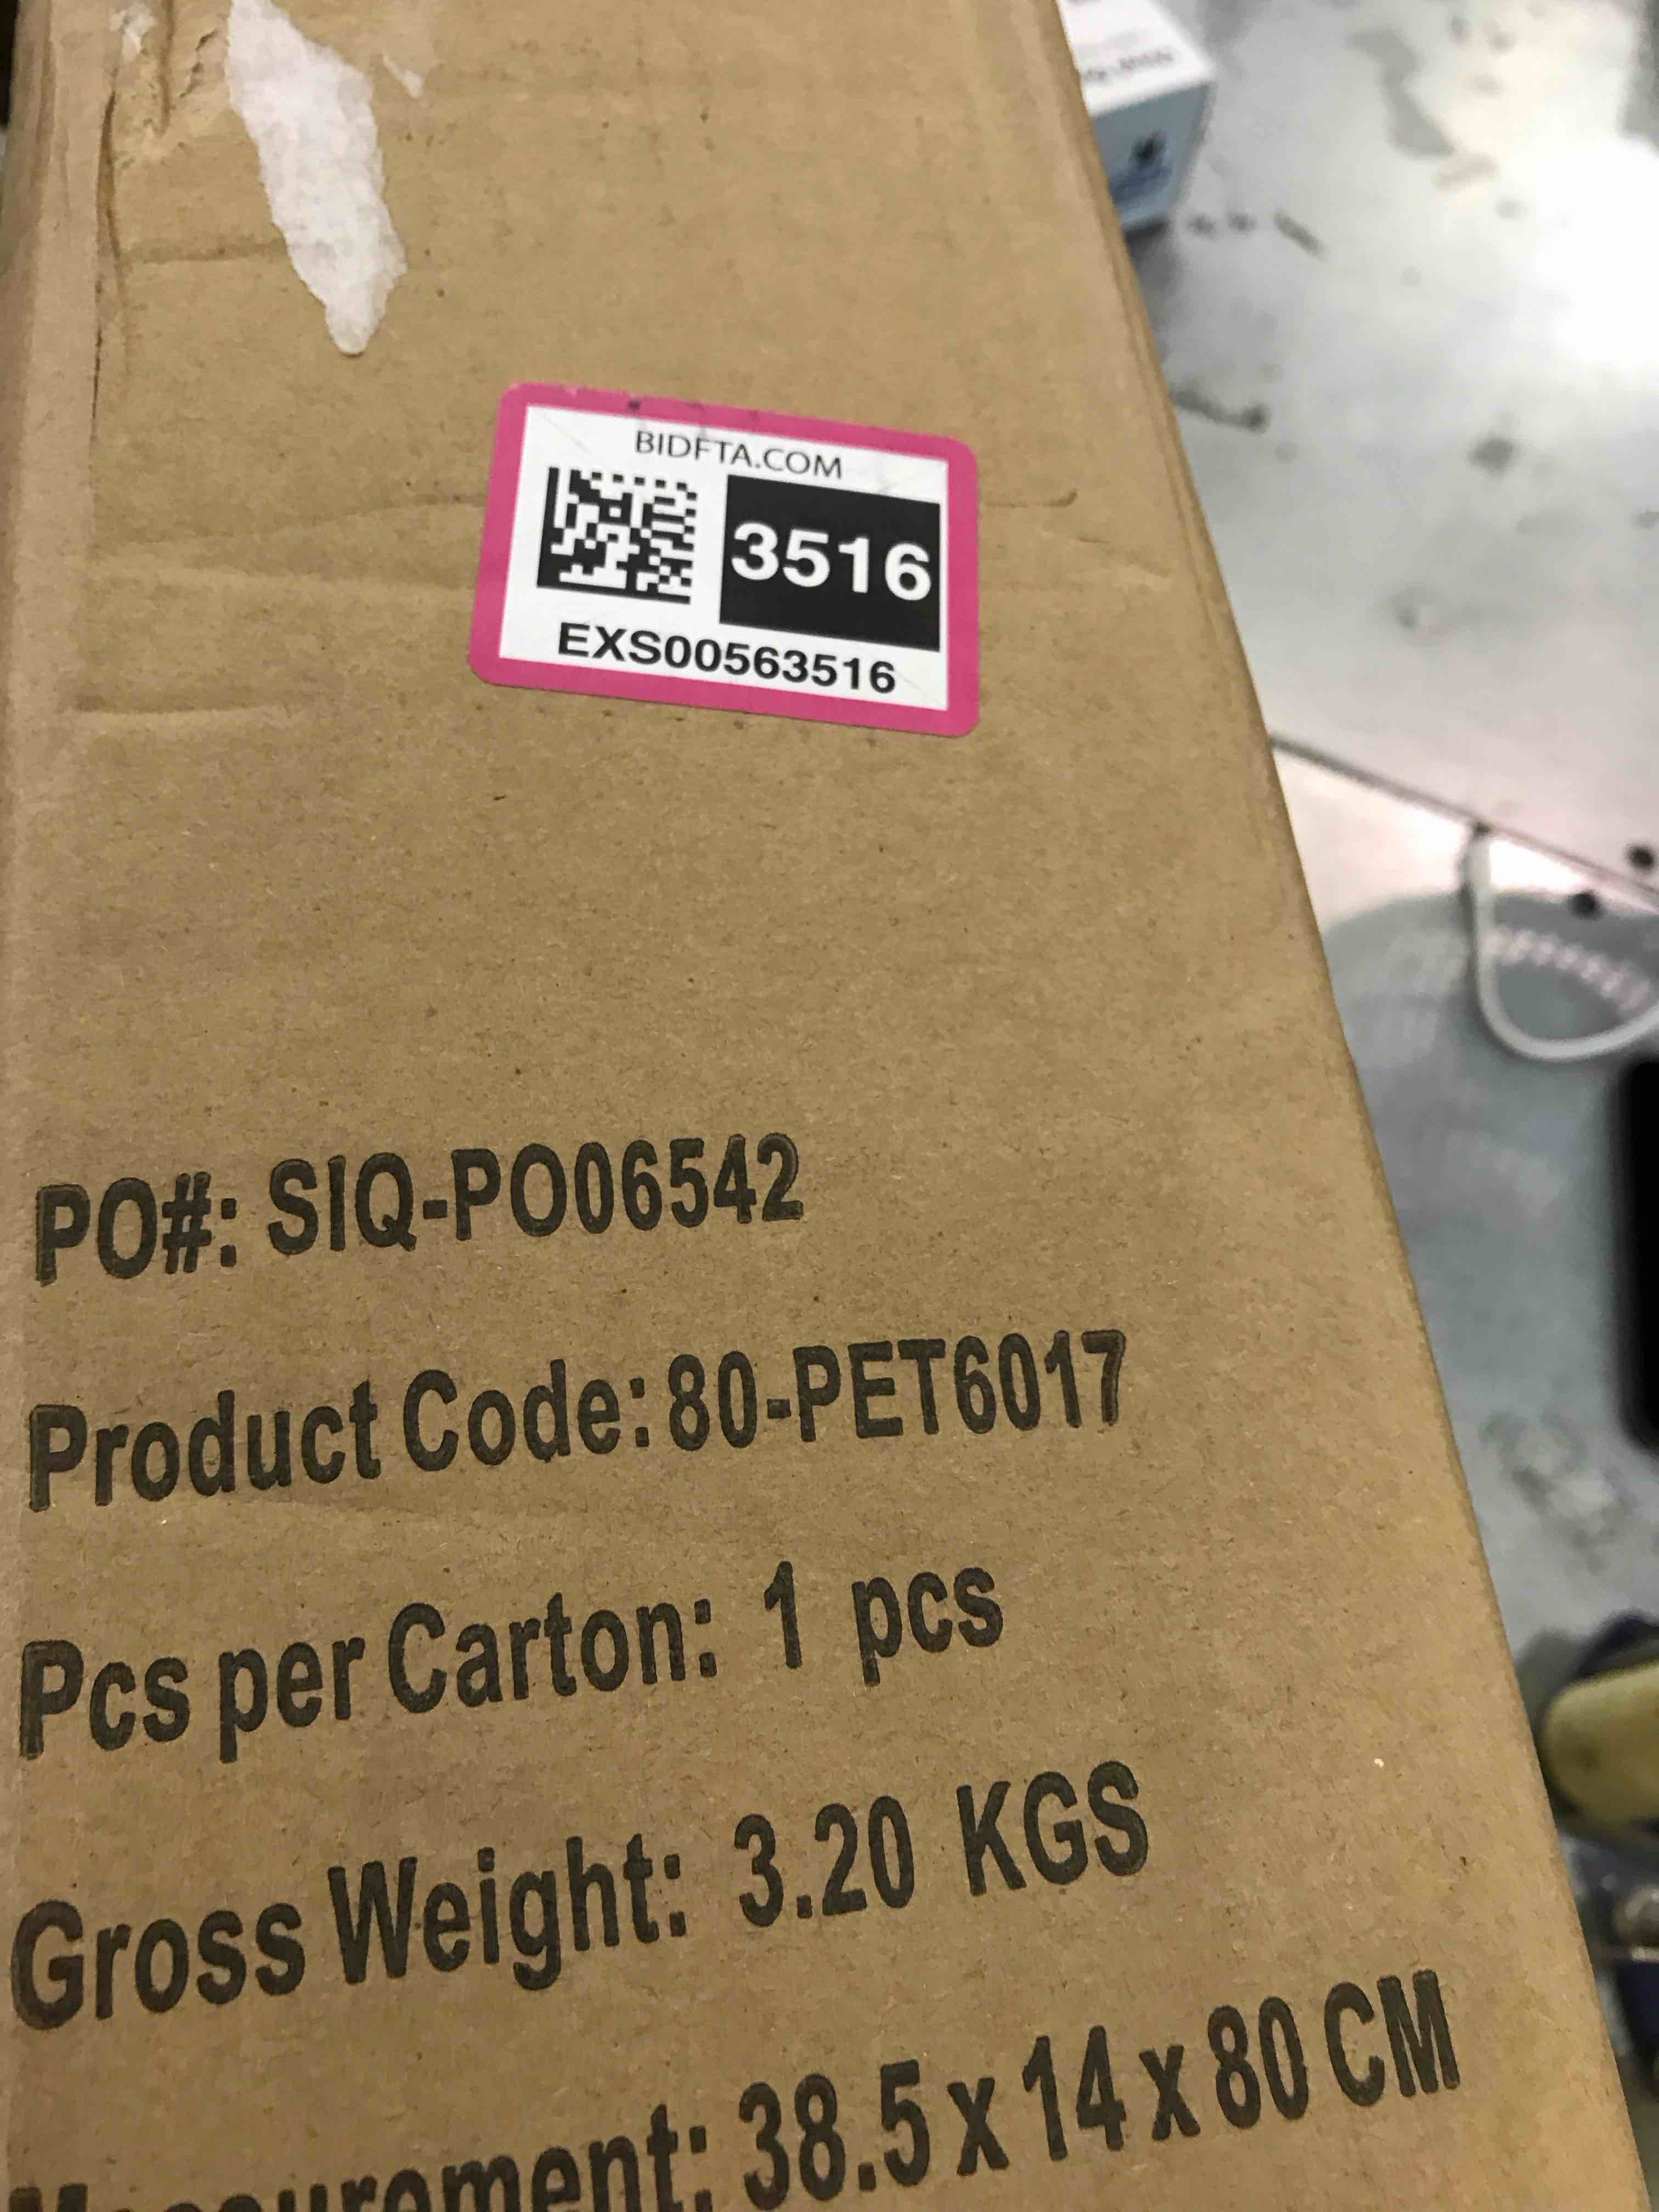 BIDFTA.COM
3516
EXS00563516
PO#: SIQ-PO06542
Product Code: 80-PET6017
Pcs per Carton: 1 pcs
Gross Weight: 3.20 KGS
Measurement: 38.5 x 14 x 80 CM